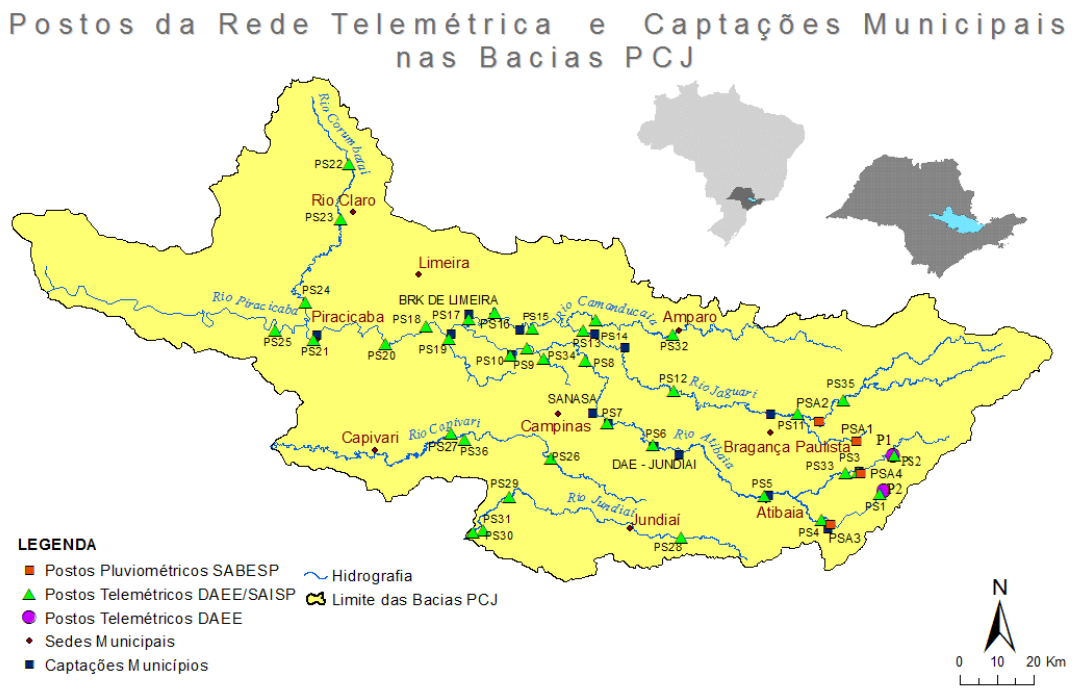 Postos da Rede Telemétrica e Captações Municipais
nas Bacias PCJ
Rio Corumbataí
PS22
Rio Claro
PS23
Limeira
PS24
Rio Piracicaba
BRK DE LIMEIRA
Rio Camanducaia
Piracicaba
PS18
PS17
PS16
PS15
Amparo
PS25
PS21
PS20
PS19
PS13
PS14
PS32
PS10
PS9
PS34
PS8
PS12
Rio Jaguari
PS35
SANASA
PSA2
PS7
PS11
Campinas
Rio Capivari
PSA1
Capivari
PS27
PS36
PS6
Rio Atibaia
Bragança Paulista
P1
PS26
DAE - JUNDIAI
PS33
PS3
PS2
PSA4
PS29
PS5
P2
Rio Jundiaí
Atibaia
PS1
PS31
PS30
Jundiaí
PS4
PSA3
PS28
LEGENDA
Postos Pluviométricos SABESP
Postos Telemétricos DAEE/SAISP
Postos Telemétricos DAEE
Sedes Municipais
Captações Municípios
Hidrografia
Limite das Bacias PCJ
N
0 10 20 Km